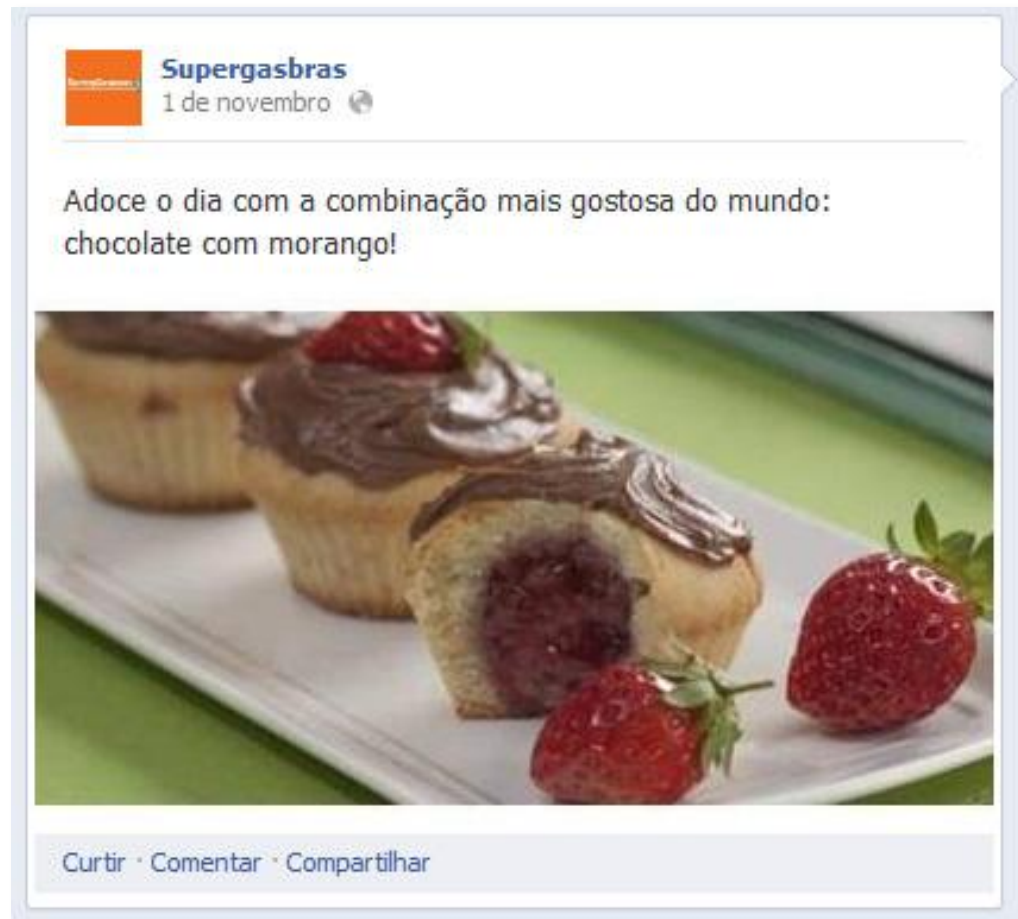 Supergasbras
1 de novembro
Adoce o dia com a combinação mais gostosa do mundo:
chocolate com morango!
Curtir · Comentar · Compartilhar